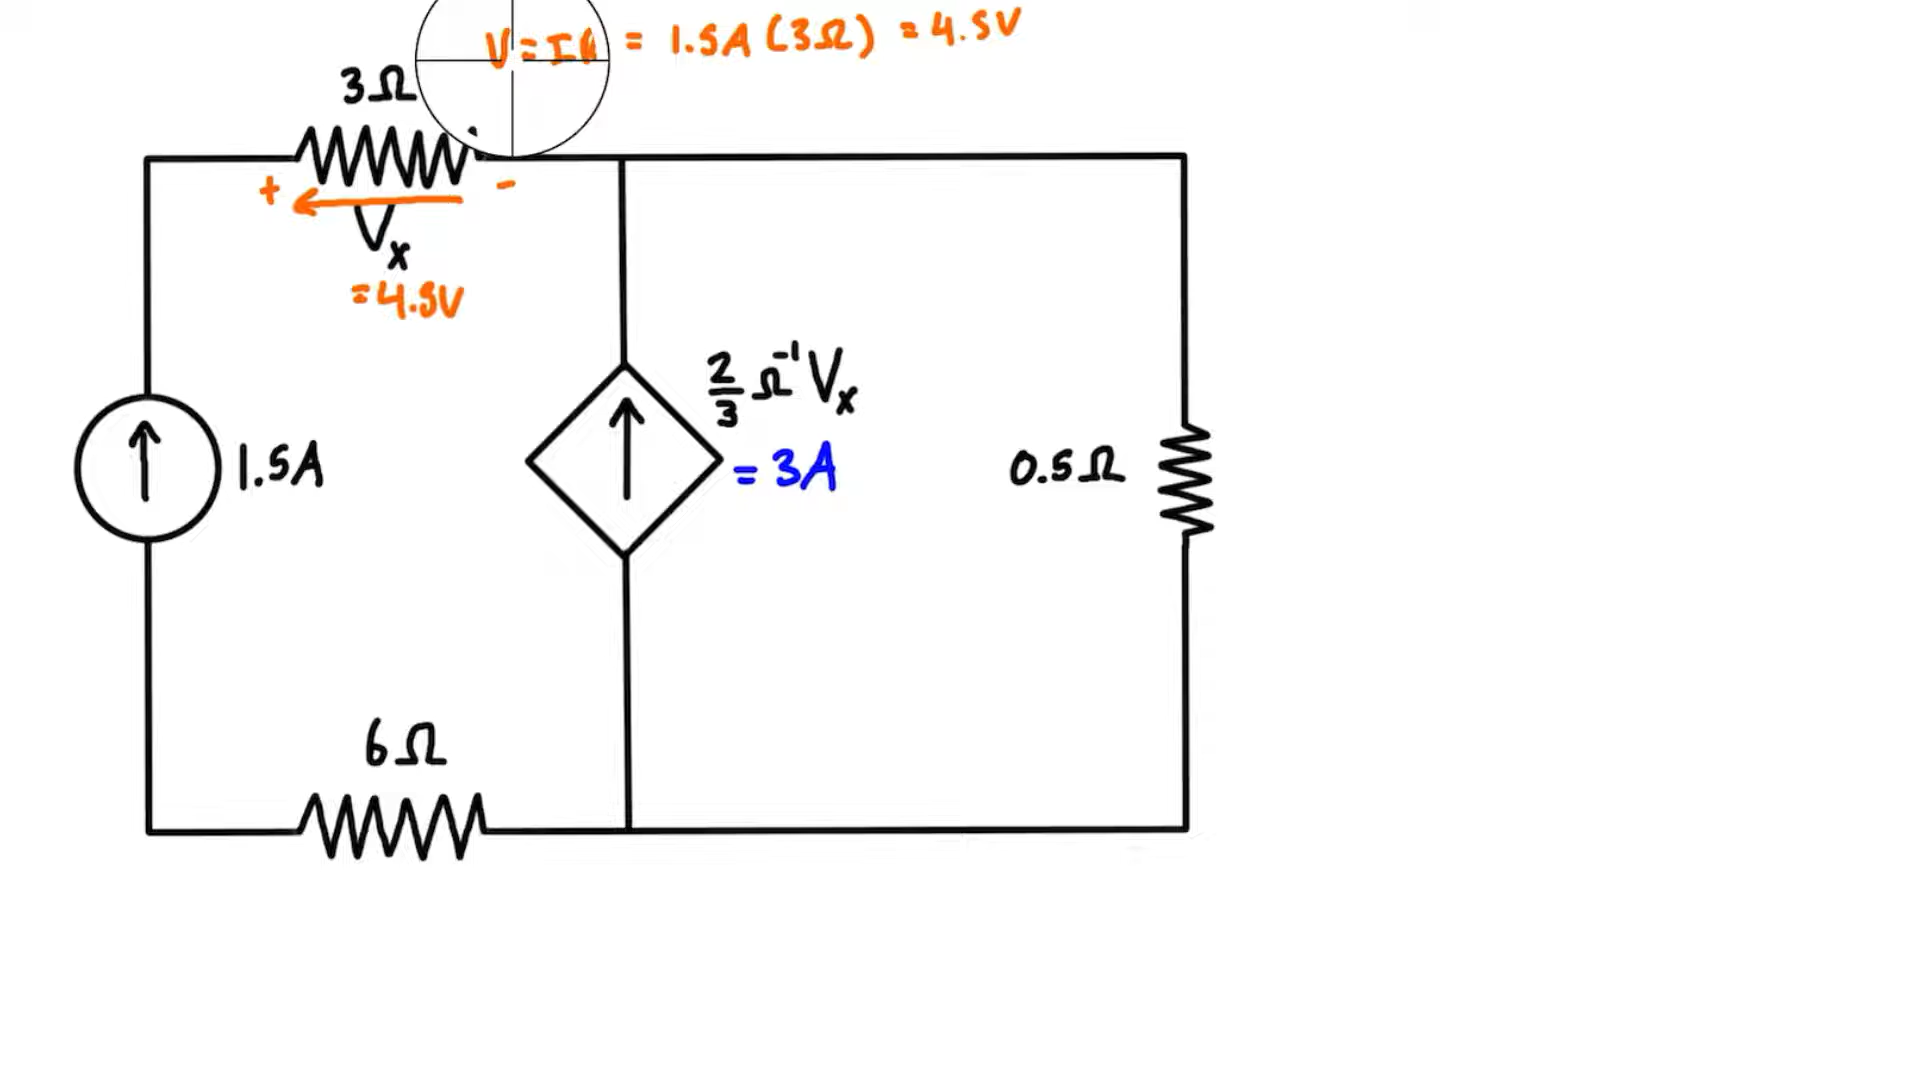 V = IR = 1.5A (3Ω) = 4.5V
3Ω
+ -
Vx
= 4.5V
2/3 Ω⁻¹ Vx
= 3A
1.5A
0.5Ω
6Ω